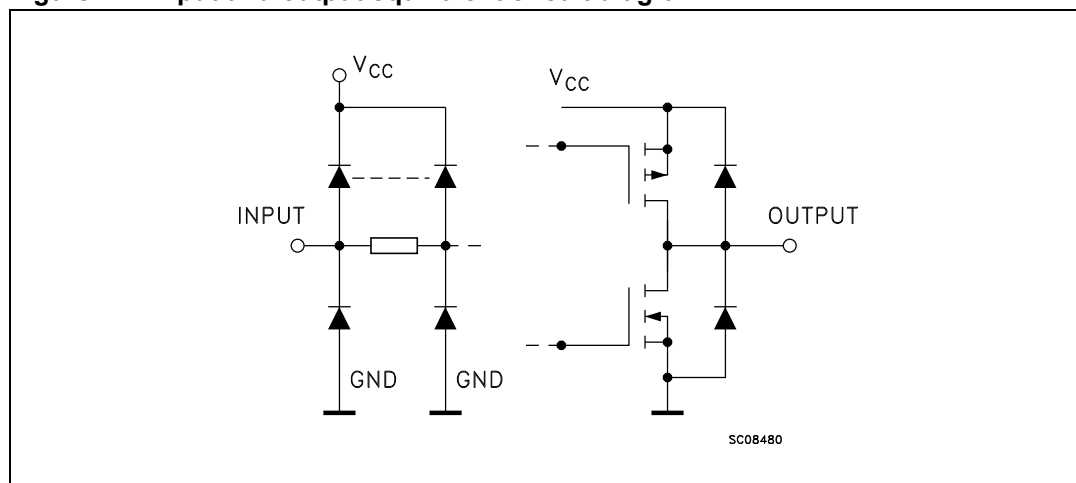 VCC
VCC
INPUT
OUTPUT
GND
GND
SC08480